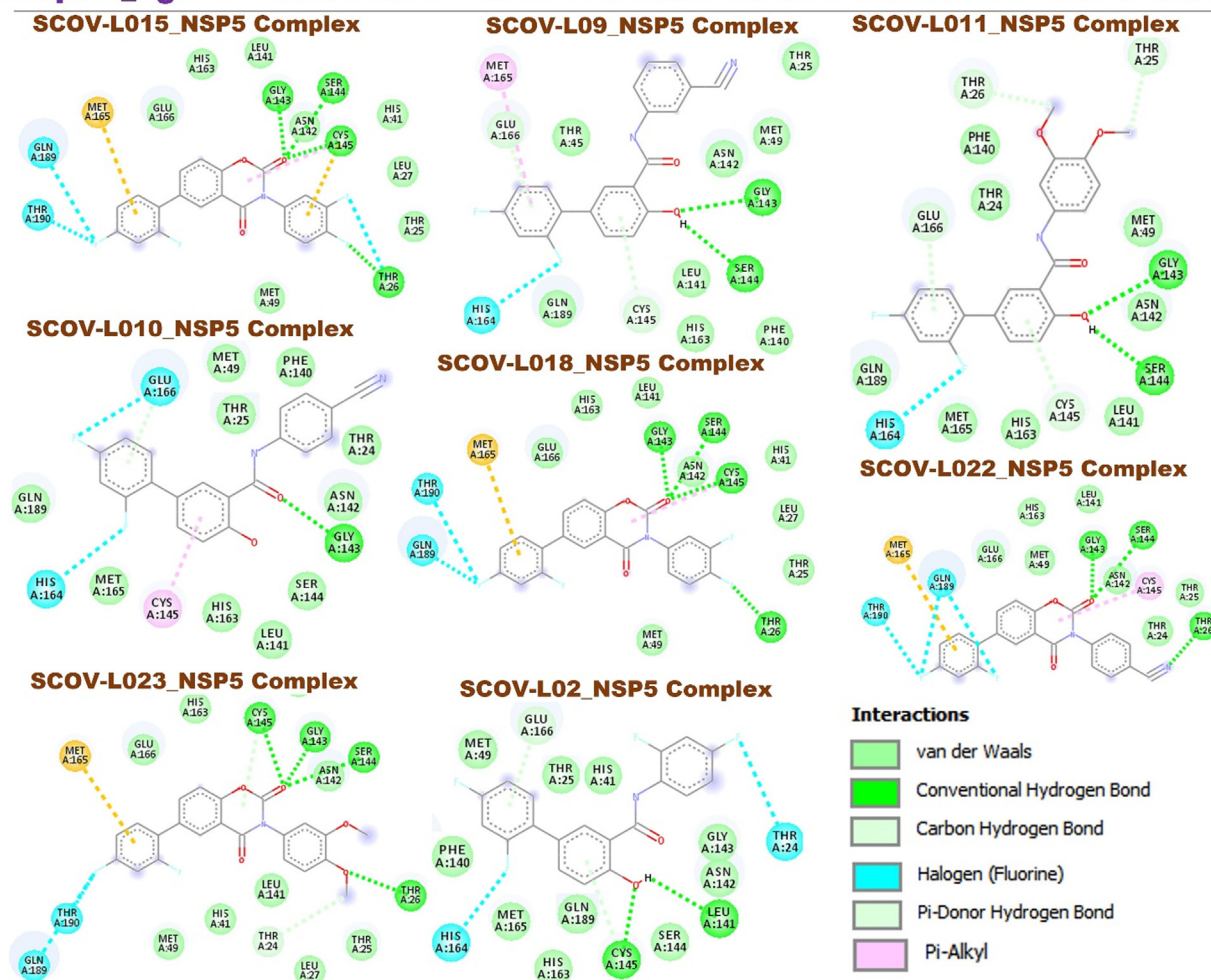 SCOV-L015_NSP5 Complex
LEU
A:141
HIS
A:163
GLY
A:143
SER
A:144
MET
A:165
GLU
A:166
ASN
A:142
HIS
A:41
CYS
A:145
GLN
A:189
LEU
A:27
THR
A:190
THR
A:25
THR
A:26
MET
A:49
O
O
N
O
SCOV-L09_NSP5 Complex
THR
A:25
MET
A:165
N
GLU
A:166
THR
A:45
MET
A:49
ASN
A:142
N
O
GLY
A:143
F
O
H
SER
A:144
LEU
A:141
HIS
A:164
GLN
A:189
CYS
A:145
HIS
A:163
PHE
A:140
SCOV-L011_NSP5 Complex
THR
A:25
THR
A:26
PHE
A:140
O
O
THR
A:24
GLU
A:166
MET
A:49
N
O
GLY
A:143
ASN
A:142
F
O
H
GLN
A:189
SER
A:144
HIS
A:164
MET
A:165
HIS
A:163
CYS
A:145
LEU
A:141
SCOV-L010_NSP5 Complex
MET
A:49
PHE
A:140
GLU
A:166
N
THR
A:25
THR
A:24
N
GLN
A:189
O
ASN
A:142
GLY
A:143
O
HIS
A:164
MET
A:165
CYS
A:145
HIS
A:163
SER
A:144
LEU
A:141
SCOV-L018_NSP5 Complex
LEU
A:141
HIS
A:163
GLY
A:143
SER
A:144
MET
A:165
GLU
A:166
ASN
A:142
HIS
A:41
CYS
A:145
THR
A:190
LEU
A:27
GLN
A:189
THR
A:25
THR
A:26
MET
A:49
O
O
N
O
SCOV-L022_NSP5 Complex
LEU
A:141
HIS
A:163
MET
A:165
GLU
A:166
MET
A:49
GLY
A:143
SER
A:144
GLN
A:189
ASN
A:142
CYS
A:145
THR
A:25
THR
A:190
THR
A:24
THR
A:26
O
O
N
O
N
SCOV-L023_NSP5 Complex
HIS
A:163
CYS
A:145
GLY
A:143
MET
A:165
GLU
A:166
SER
A:144
ASN
A:142
O
O
N
O
O
O
LEU
A:141
THR
A:26
THR
A:190
HIS
A:41
MET
A:49
THR
A:24
THR
A:25
GLN
A:189
LEU
A:27
SCOV-L02_NSP5 Complex
GLU
A:166
MET
A:49
THR
A:25
HIS
A:41
F
F
N
F
O
GLY
A:143
THR
A:24
PHE
A:140
ASN
A:142
O
H
MET
A:165
GLN
A:189
LEU
A:141
HIS
A:164
CYS
A:145
SER
A:144
HIS
A:163
Interactions
van der Waals
Conventional Hydrogen Bond
Carbon Hydrogen Bond
Halogen (Fluorine)
Pi-Donor Hydrogen Bond
Pi-Alkyl